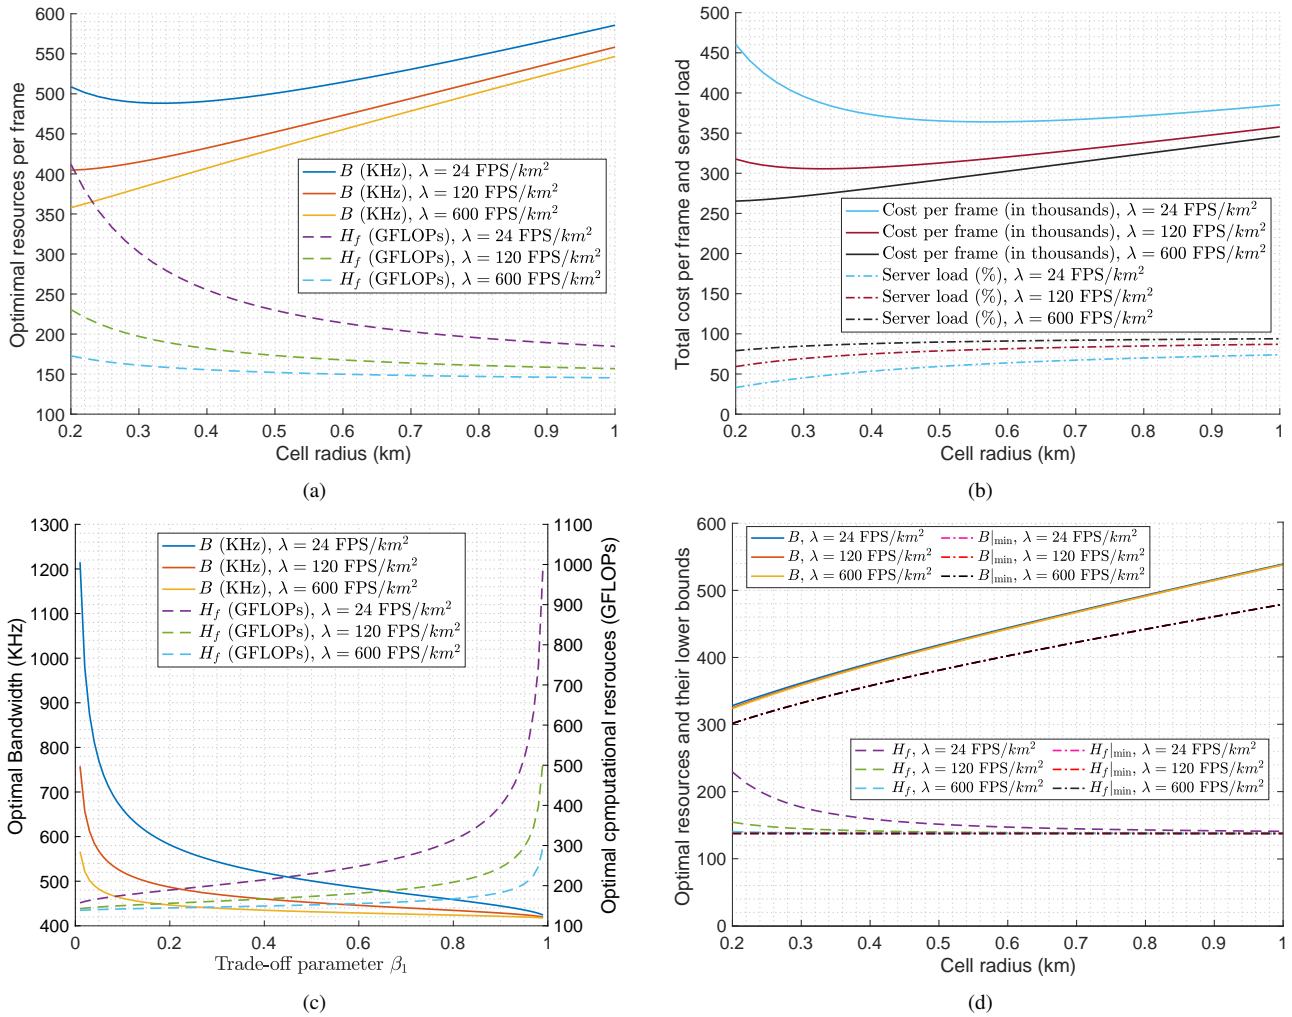 600
550
500
450
400
350
300
250
200
150
100
Optimimal resources per frame
B (KHz), λ = 24 FPS/km²
B (KHz), λ = 120 FPS/km²
B (KHz), λ = 600 FPS/km²
H_f (GFLOPs), λ = 24 FPS/km²
H_f (GFLOPs), λ = 120 FPS/km²
H_f (GFLOPs), λ = 600 FPS/km²
0.2 0.3 0.4 0.5 0.6 0.7 0.8 0.9 1
Cell radius (km)
(a)
500
450
400
350
300
250
200
150
100
50
0
Total cost per frame and server load
Cost per frame (in thousands), λ = 24 FPS/km²
Cost per frame (in thousands), λ = 120 FPS/km²
Cost per frame (in thousands), λ = 600 FPS/km²
Server load (%), λ = 24 FPS/km²
Server load (%), λ = 120 FPS/km²
Server load (%), λ = 600 FPS/km²
0.2 0.3 0.4 0.5 0.6 0.7 0.8 0.9 1
Cell radius (km)
(b)
1300
1200
1100
1000
900
800
700
600
500
400
Optimal Bandwidth (KHz)
B (KHz), λ = 24 FPS/km²
B (KHz), λ = 120 FPS/km²
B (KHz), λ = 600 FPS/km²
H_f (GFLOPs), λ = 24 FPS/km²
H_f (GFLOPs), λ = 120 FPS/km²
H_f (GFLOPs), λ = 600 FPS/km²
1100
1000
900
800
700
600
500
400
300
200
100
Optimal cpmputational resrouces (GFLOPs)
0 0.2 0.4 0.6 0.8 1
Trade-off parameter β₁
(c)
600
500
400
300
200
100
0
Optimal resources and their lower bounds
B, λ = 24 FPS/km² B|min, λ = 24 FPS/km²
B, λ = 120 FPS/km² B|min, λ = 120 FPS/km²
B, λ = 600 FPS/km² B|min, λ = 600 FPS/km²
H_f, λ = 24 FPS/km² H_f|min, λ = 24 FPS/km²
H_f, λ = 120 FPS/km² H_f|min, λ = 120 FPS/km²
H_f, λ = 600 FPS/km² H_f|min, λ = 600 FPS/km²
0.2 0.3 0.4 0.5 0.6 0.7 0.8 0.9 1
Cell radius (km)
(d)